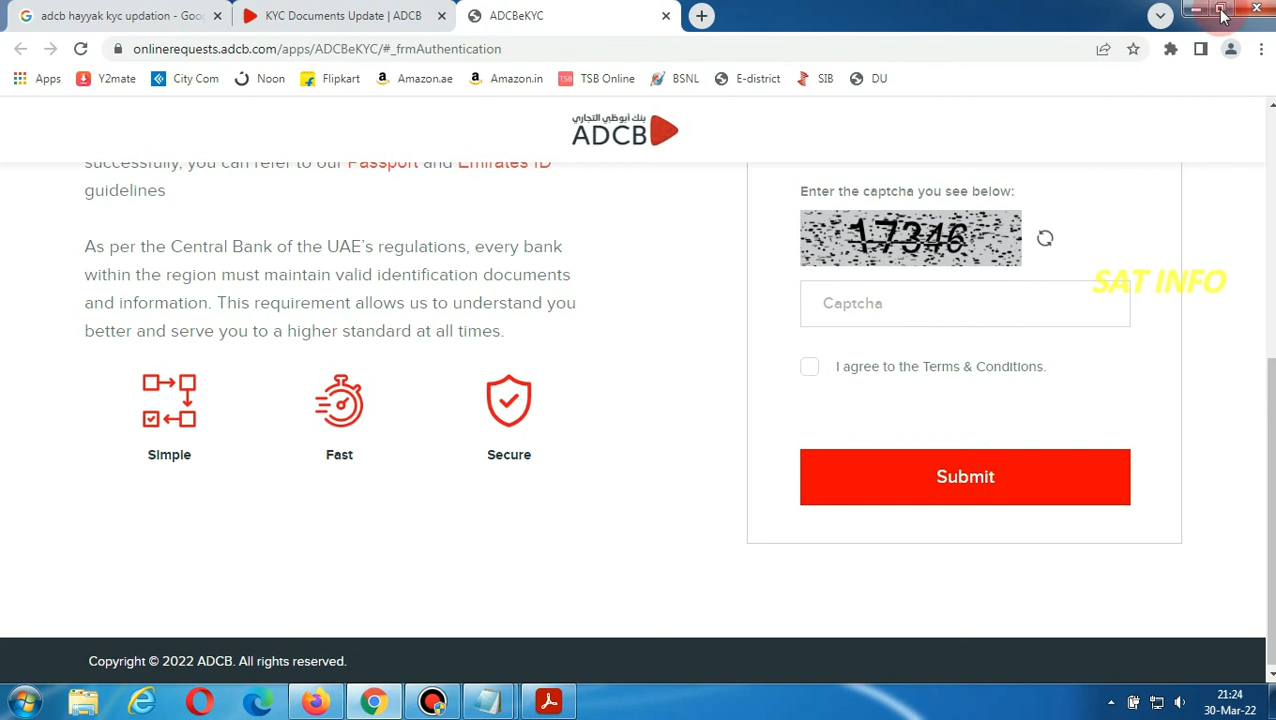 adcb hayyak kyc updation - Goo
KYC Documents Update | ADCB
ADCBeKYC
onlinerequests.adcb.com/apps/ADCBeKYC/#_frmAuthentication
Apps
Y2mate
City Com
Noon
Flipkart
Amazon.ae
Amazon.in
TSB Online
BSNL
E-district
SIB
DU
بنك أبوظبي التجاري
ADCB
successfully, you can refer to our Passport and Emirates ID
guidelines
As per the Central Bank of the UAE's regulations, every bank
within the region must maintain valid identification documents
and information. This requirement allows us to understand you
better and serve you to a higher standard at all times.
Simple
Fast
Secure
Enter the captcha you see below:
17346
SAT INFO
Captcha
I agree to the Terms & Conditions.
Submit
Copyright © 2022 ADCB. All rights reserved.
21:24
30-Mar-22